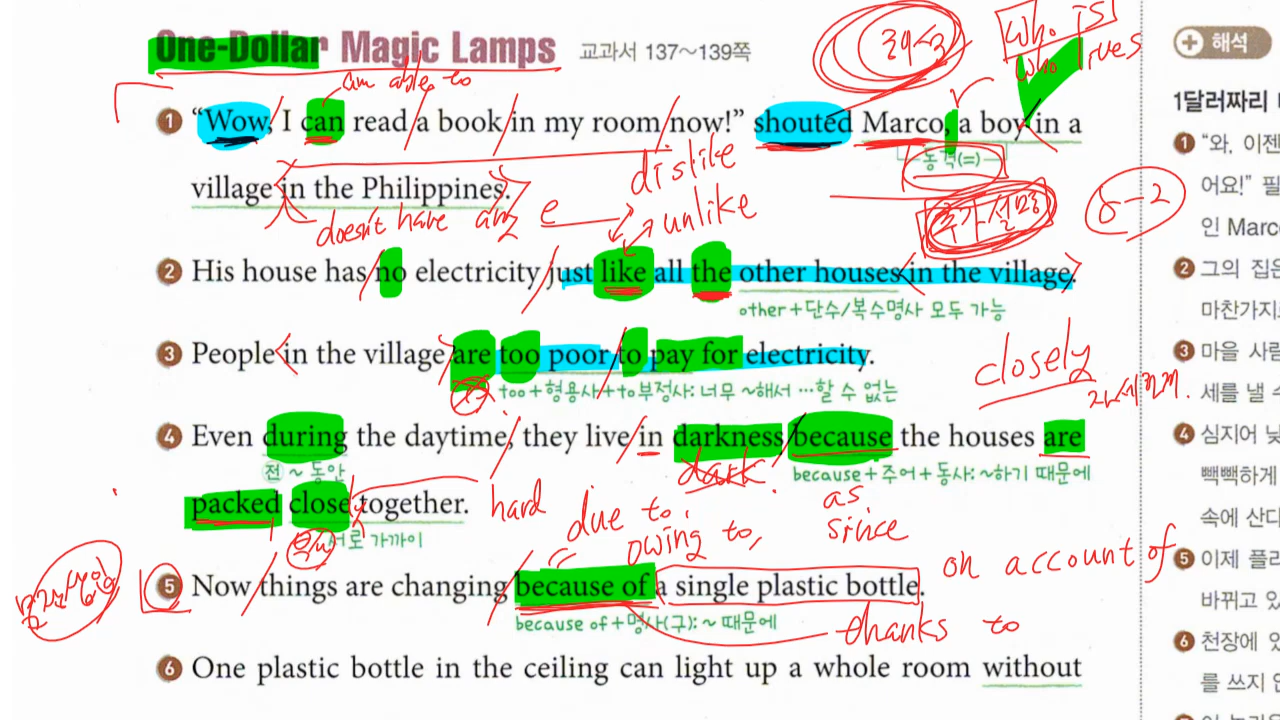 One-Dollar Magic Lamps 교과서 137~139쪽
am able to
who is
who lives
1 "Wow, I can read a book in my room now!" shouted Marco, a boy in a
동격(=)
village in the Philippines.
dislike
unlike
doesn't have any
추가설명
8-2
2 His house has no electricity just like all the other houses in the village.
other+단수/복수명사 모두 가능
3 People in the village are too poor to pay for electricity.
too+형용사+to부정사: 너무 ~해서 …할 수 없는
closely
4 Even during the daytime, they live in darkness because the houses are
전 ~ 동안
dark
because+주어+동사: ~하기 때문에
packed close together.
서로 가까이
hard
due to
owing to,
as
since
5 Now things are changing because of a single plastic bottle.
on account of
because of+명사(구): ~ 때문에
thanks to
6 One plastic bottle in the ceiling can light up a whole room without
해석
1달러짜리
1 "와, 이젠
어요!" 필
인 Marc
2 그의 집은
마찬가지
3 마을 사람
세를 낼
4 심지어 낮
빽빽하게
속에 산다
5 이제 플
바뀌고 있
6 천장에 있
를 쓰지 않